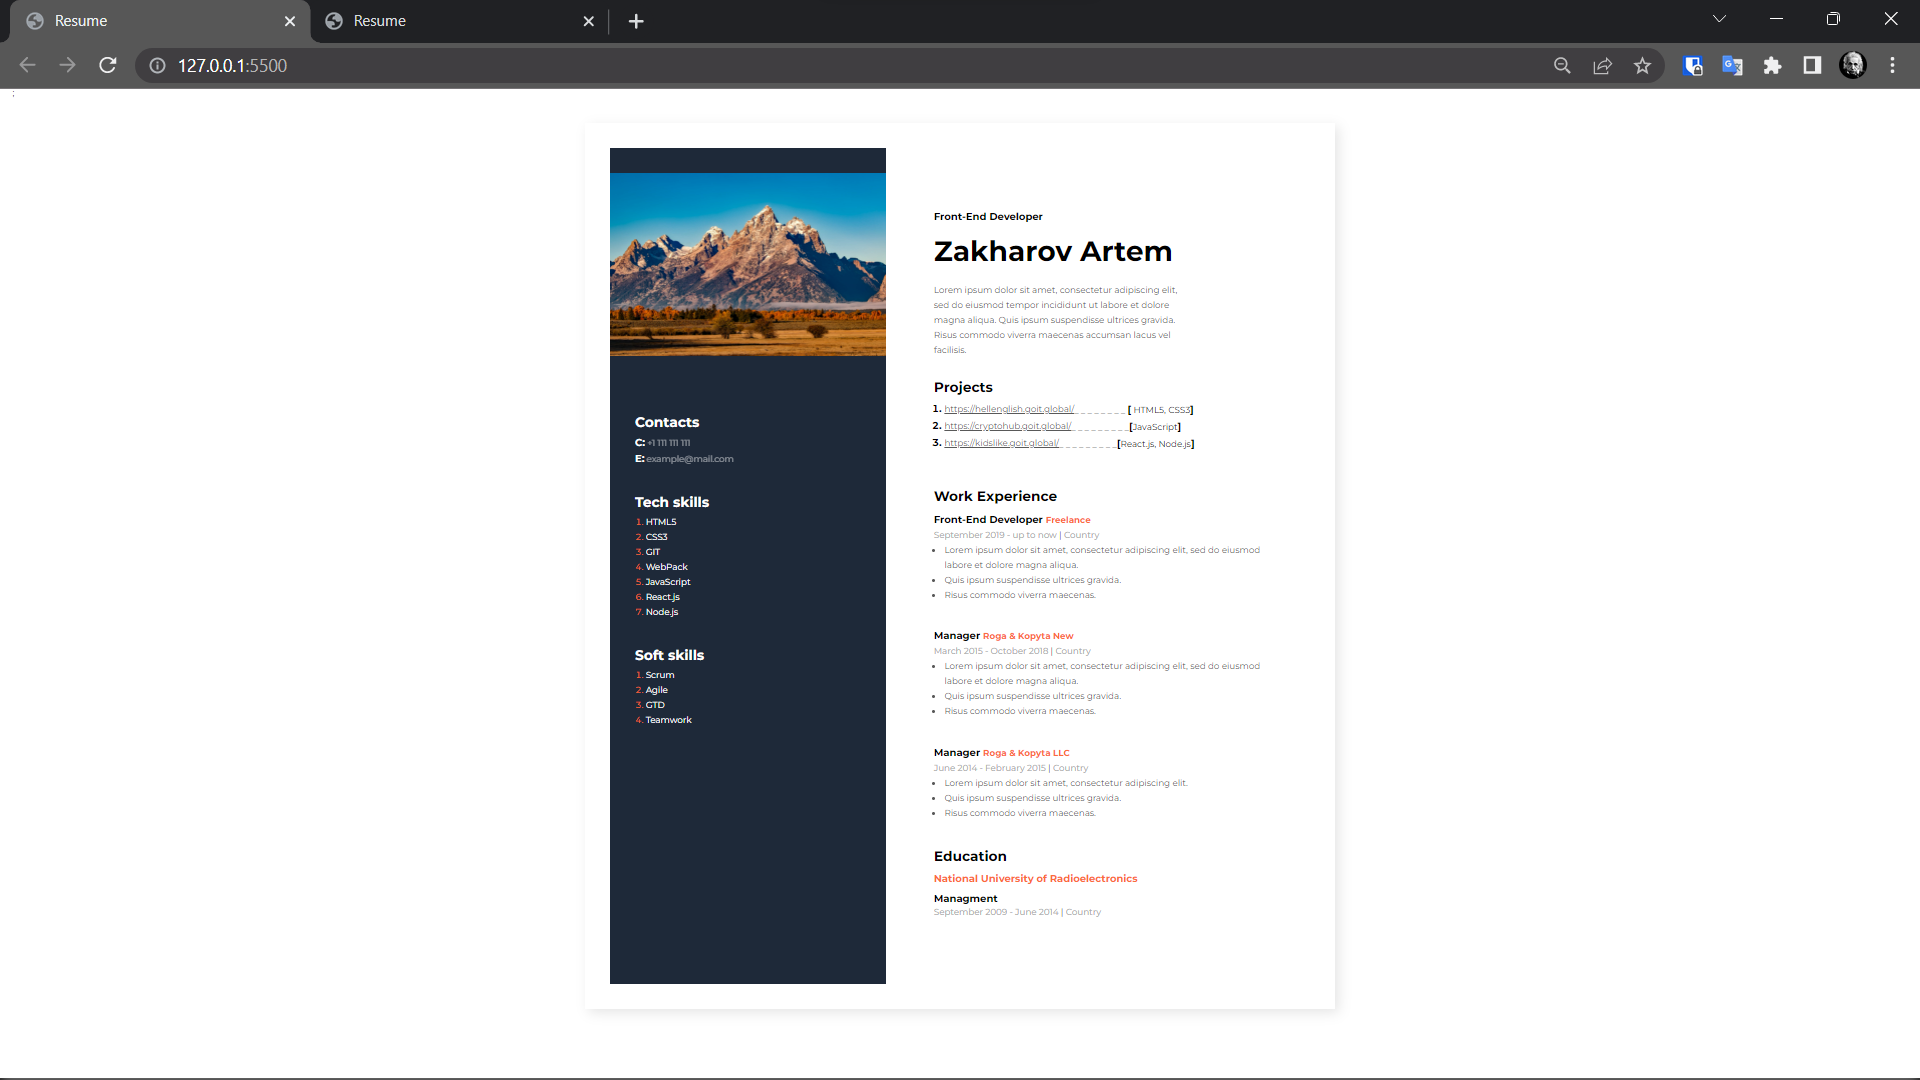 Resume
Resume
127.0.0.1:5500
;
Contacts
C: +1 111 111 111
E: example@mail.com
Tech skills
1. HTML5
2. CSS3
3. GIT
4. WebPack
5. JavaScript
6. React.js
7. Node.js
Soft skills
1. Scrum
2. Agile
3. GTD
4. Teamwork
Front-End Developer
Zakharov Artem
Lorem ipsum dolor sit amet, consectetur adipiscing elit,
sed do eiusmod tempor incididunt ut labore et dolore
magna aliqua. Quis ipsum suspendisse ultrices gravida.
Risus commodo viverra maecenas accumsan lacus vel
facilisis.
Projects
1. https://hellenglish.goit.global/ _ _ _ _ _ _ _ [ HTML5, CSS3]
2. https://cryptohub.goit.global/ _ _ _ _ _ _ _ [JavaScript]
3. https://kidslike.goit.global/ _ _ _ _ _ _ _ [React.js, Node.js]
Work Experience
Front-End Developer Freelance
September 2019 - up to now | Country
• Lorem ipsum dolor sit amet, consectetur adipiscing elit, sed do eiusmod
labore et dolore magna aliqua.
• Quis ipsum suspendisse ultrices gravida.
• Risus commodo viverra maecenas.
Manager Roga & Kopyta New
March 2015 - October 2018 | Country
• Lorem ipsum dolor sit amet, consectetur adipiscing elit, sed do eiusmod
labore et dolore magna aliqua.
• Quis ipsum suspendisse ultrices gravida.
• Risus commodo viverra maecenas.
Manager Roga & Kopyta LLC
June 2014 - February 2015 | Country
• Lorem ipsum dolor sit amet, consectetur adipiscing elit.
• Quis ipsum suspendisse ultrices gravida.
• Risus commodo viverra maecenas.
Education
National University of Radioelectronics
Managment
September 2009 - June 2014 | Country